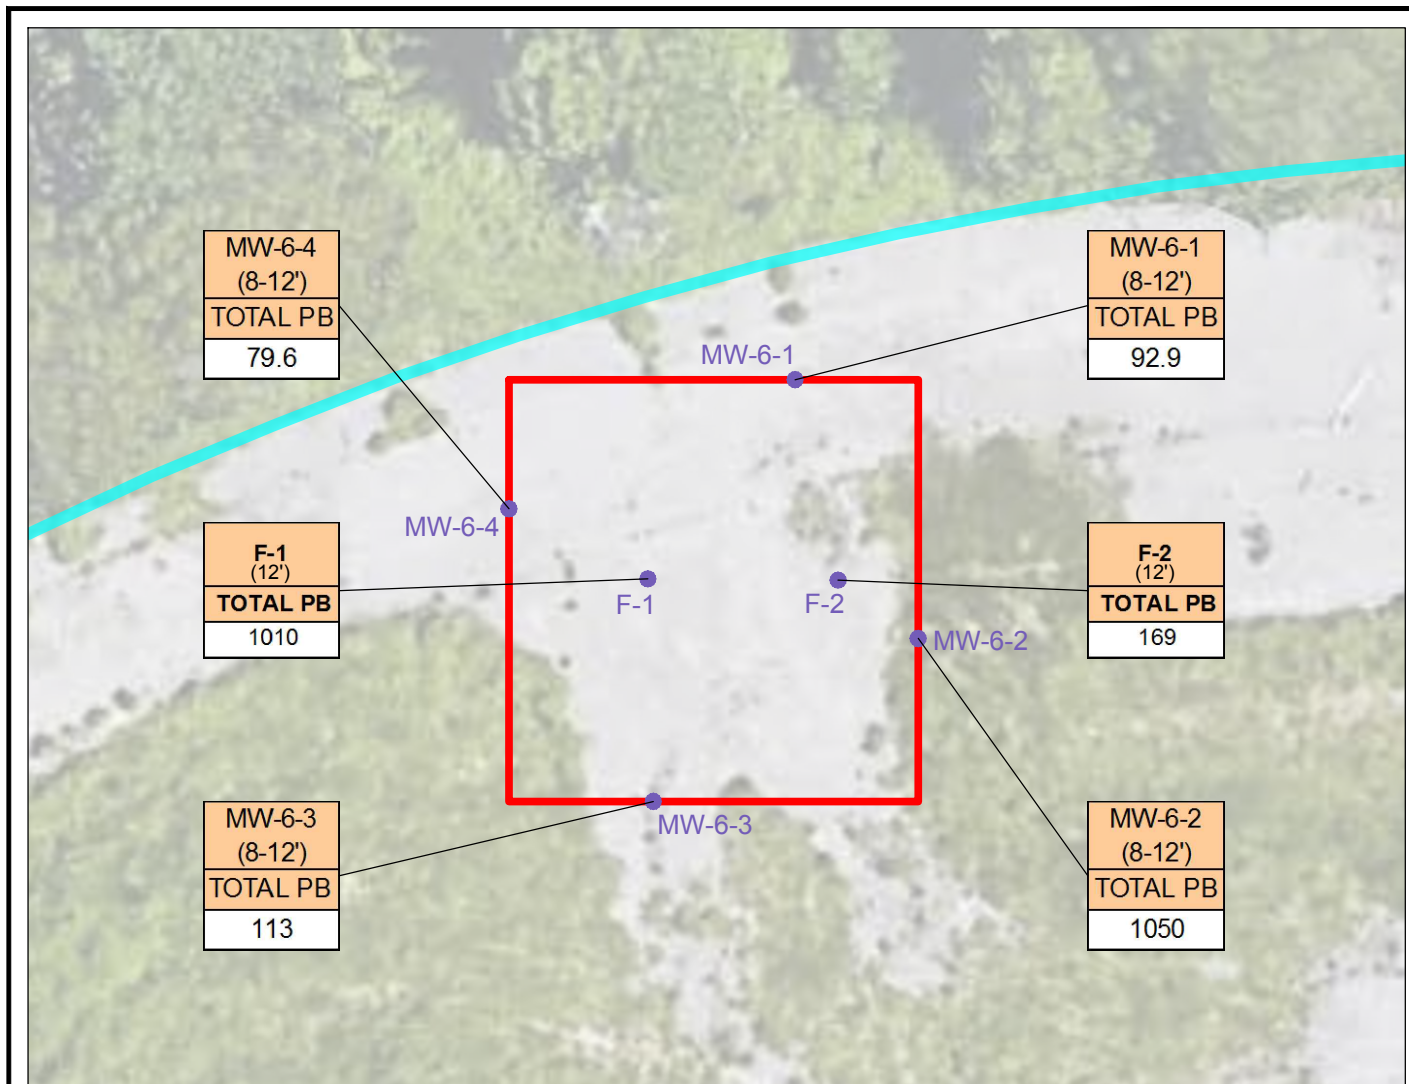 MW-6-4
(8-12')
TOTAL PB
79.6
MW-6-1
(8-12')
TOTAL PB
92.9
MW-6-1
MW-6-4
F-1
(12')
TOTAL PB
1010
F-1
F-2
F-2
(12')
TOTAL PB
169
MW-6-2
MW-6-3
(8-12')
TOTAL PB
113
MW-6-3
MW-6-2
(8-12')
TOTAL PB
1050